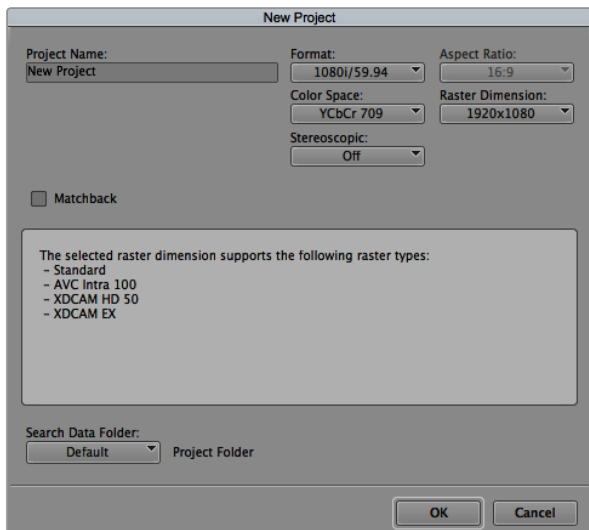 New Project
Project Name:
New Project
Format:
1080i/59.94
Aspect Ratio:
16:9
Color Space:
YCbCr 709
Raster Dimension:
1920x1080
Stereoscopic:
Off
Matchback
The selected raster dimension supports the following raster types:
– Standard
– AVC Intra 100
– XDCAM HD 50
– XDCAM EX
Search Data Folder:
Default
Project Folder
OK
Cancel